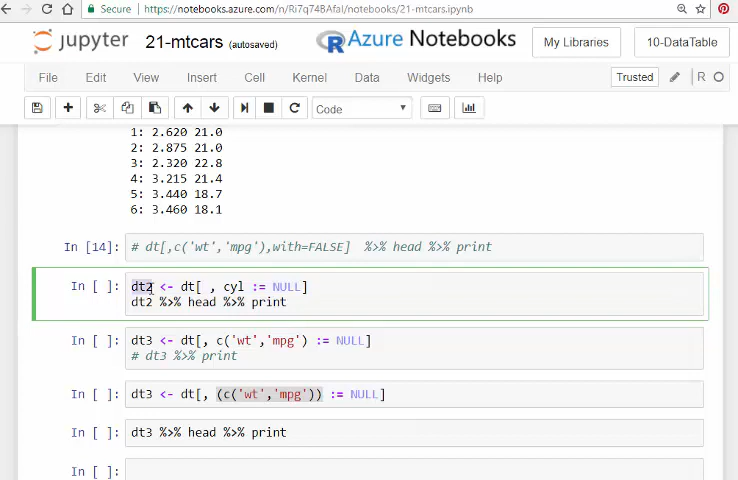 Secure https://notebooks.azure.com/n/Ri7q74BAfaI/notebooks/21-mtcars.ipynb
jupyter 21-mtcars (autosaved) R Azure Notebooks My Libraries 10-DataTable
File Edit View Insert Cell Kernel Data Widgets Help Trusted R
Code
1: 2.620 21.0
2: 2.875 21.0
3: 2.320 22.8
4: 3.215 21.4
5: 3.440 18.7
6: 3.460 18.1
In [14]: # dt[,c('wt','mpg'),with=FALSE] %>% head %>% print
In [ ]: dt2 <- dt[ , cyl := NULL]
dt2 %>% head %>% print
In [ ]: dt3 <- dt[, c('wt','mpg') := NULL]
# dt3 %>% print
In [ ]: dt3 <- dt[, (c('wt','mpg')) := NULL]
In [ ]: dt3 %>% head %>% print
In [ ]: